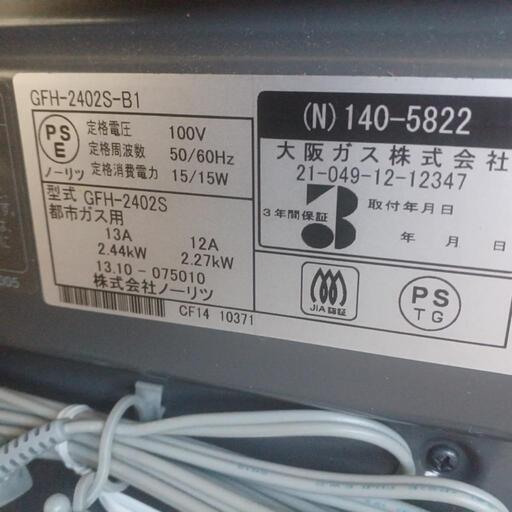 GFH-2402S-B1
PS
E
ノーリツ
定格電圧 100V
定格周波数 50/60Hz
定格消費電力 15/15W
型式 GFH-2402S
都市ガス用
13A 12A
2.44kW 2.27kW
13.10 - 075010
株式会社ノーリツ
CF14 10371
(N) 140-5822
大阪ガス株式会社
21-049-12-12347
3年間保証
取付年月日
年 月 日
JIA認証
PS
TG